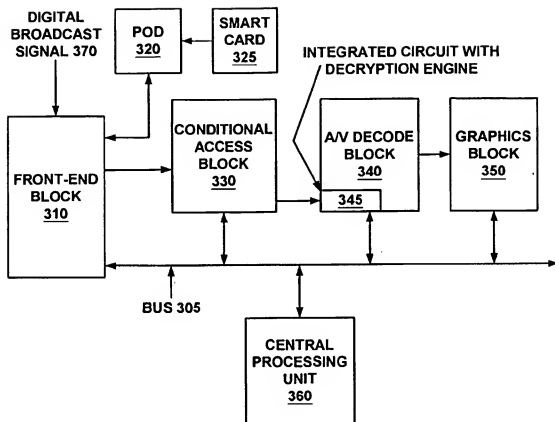 DIGITAL
BROADCAST
SIGNAL 370
POD
320
SMART
CARD
325
INTEGRATED CIRCUIT WITH
DECRYPTION ENGINE
FRONT-END
BLOCK
310
CONDITIONAL
ACCESS
BLOCK
330
A/V DECODE
BLOCK
340
345
GRAPHICS
BLOCK
350
BUS 305
CENTRAL
PROCESSING
UNIT
360